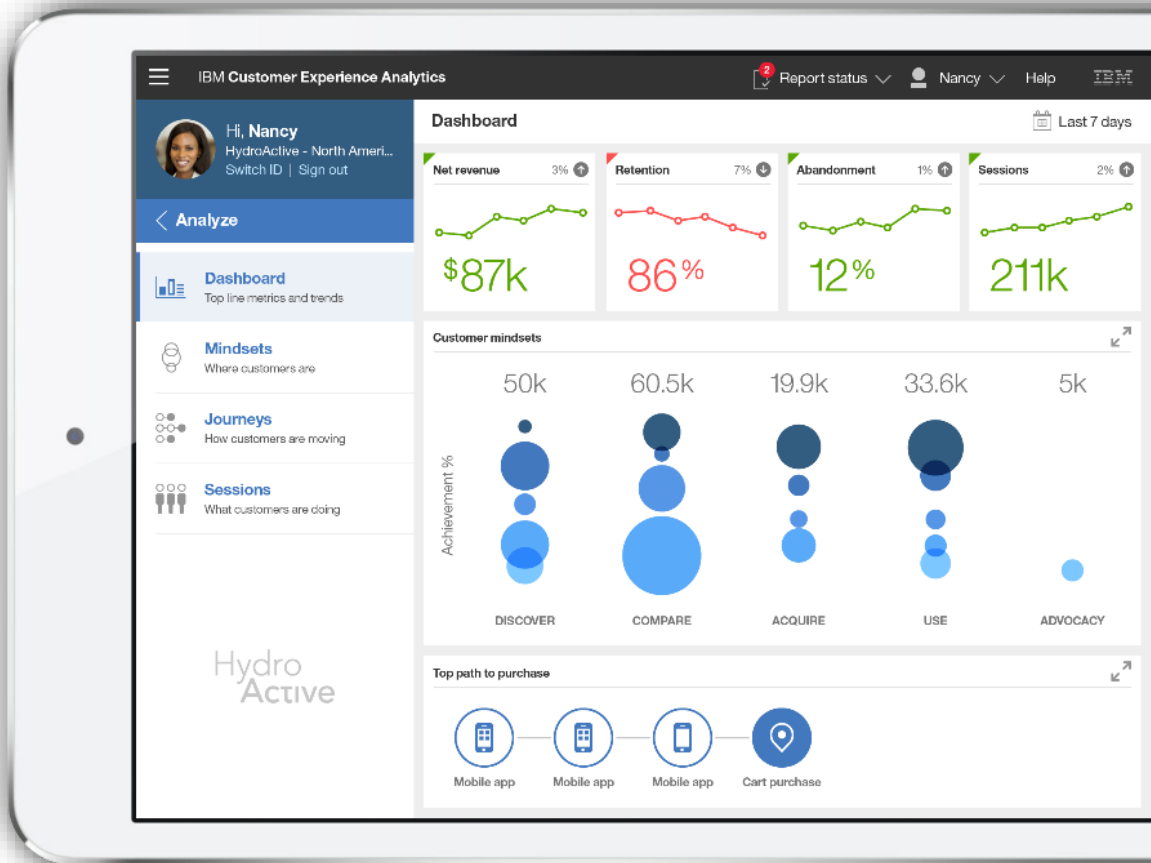 IBM Customer Experience Analytics
2
Report status
Nancy
Help
IBM
Hi, Nancy
HydroActive - North Ameri...
Switch ID | Sign out
Analyze
Dashboard
Top line metrics and trends
Mindsets
Where customers are
Journeys
How customers are moving
Sessions
What customers are doing
Hydro
Active
Dashboard
Last 7 days
Net revenue 3%
$87k
Retention 7%
86%
Abandonment 1%
12%
Sessions 2%
211k
Customer mindsets
50k 60.5k 19.9k 33.6k 5k
Achievement %
DISCOVER COMPARE ACQUIRE USE ADVOCACY
Top path to purchase
Mobile app Mobile app Mobile app Cart purchase